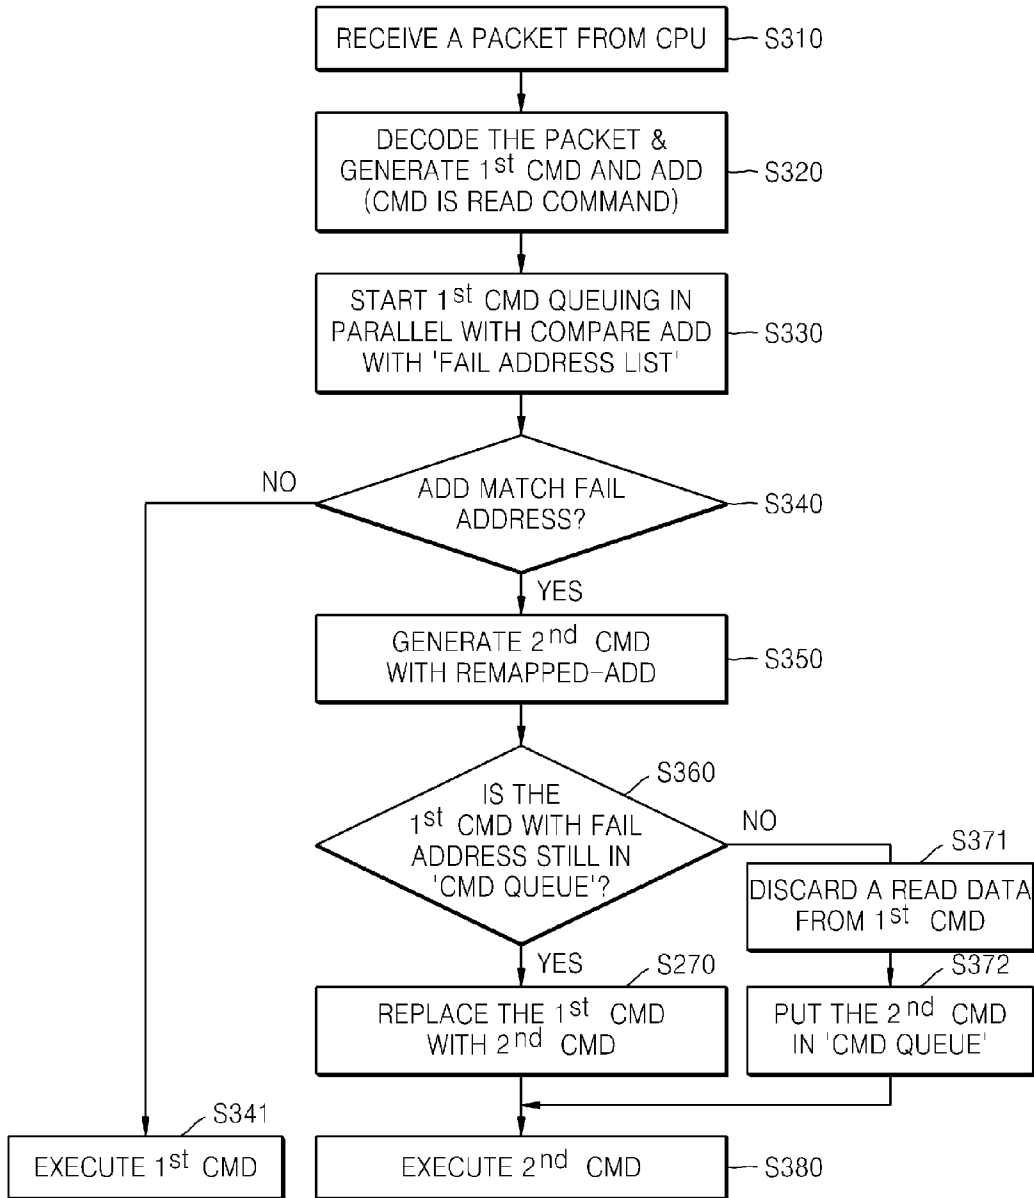 RECEIVE A PACKET FROM CPU
S310
DECODE THE PACKET &
GENERATE 1st CMD AND ADD
(CMD IS READ COMMAND)
S320
START 1st CMD QUEUING IN
PARALLEL WITH COMPARE ADD
WITH 'FAIL ADDRESS LIST'
S330
NO
ADD MATCH FAIL
ADDRESS?
S340
YES
GENERATE 2nd CMD
WITH REMAPPED-ADD
S350
S360
IS THE
1st CMD WITH FAIL
ADDRESS STILL IN
'CMD QUEUE'?
NO
S371
DISCARD A READ DATA
FROM 1st CMD
YES
S270
REPLACE THE 1st CMD
WITH 2nd CMD
S372
PUT THE 2nd CMD
IN 'CMD QUEUE'
S341
EXECUTE 1st CMD
EXECUTE 2nd CMD
S380